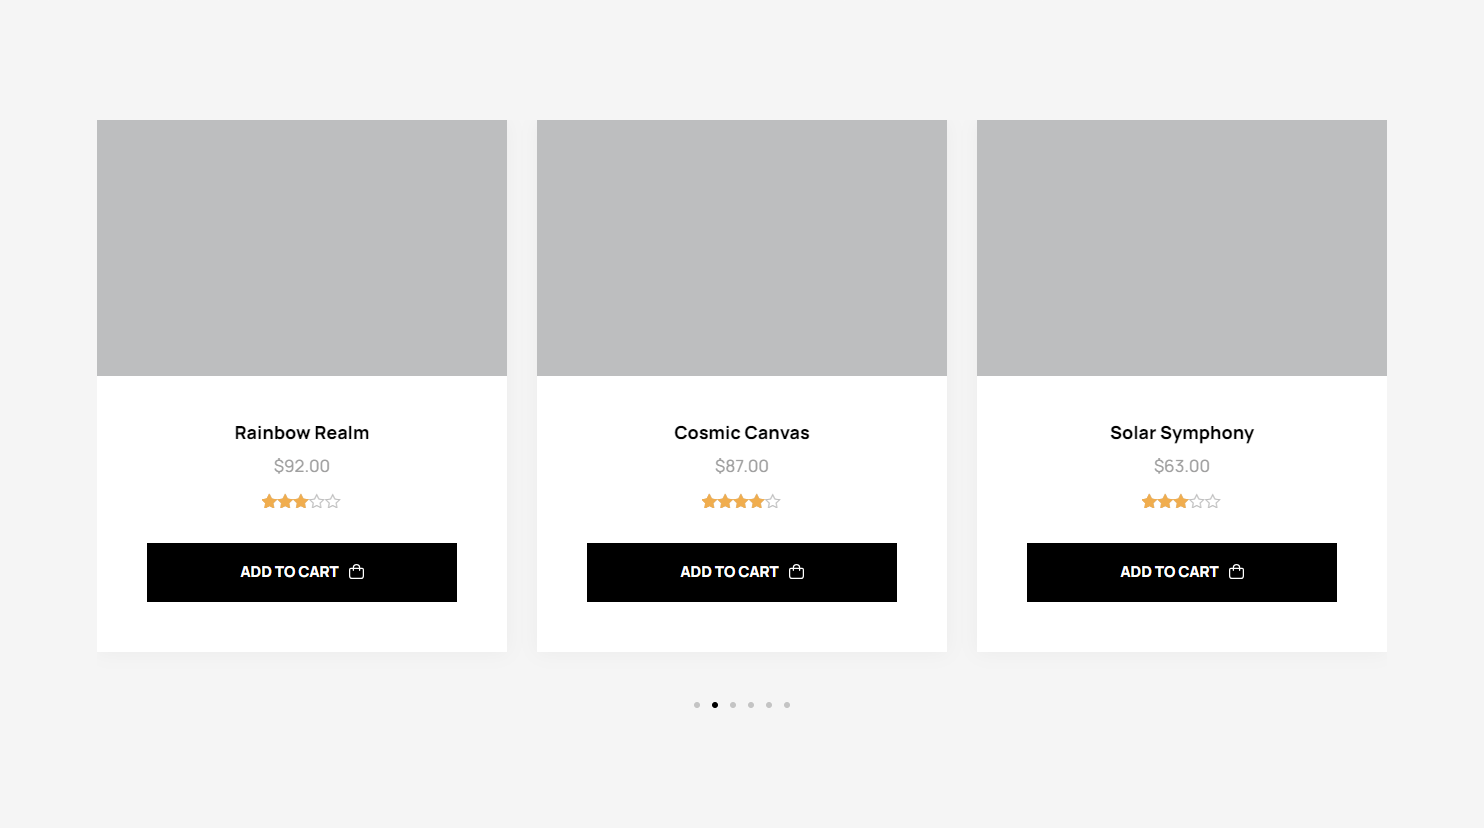 Rainbow Realm
$92.00
ADD TO CART
Cosmic Canvas
$87.00
ADD TO CART
Solar Symphony
$63.00
ADD TO CART